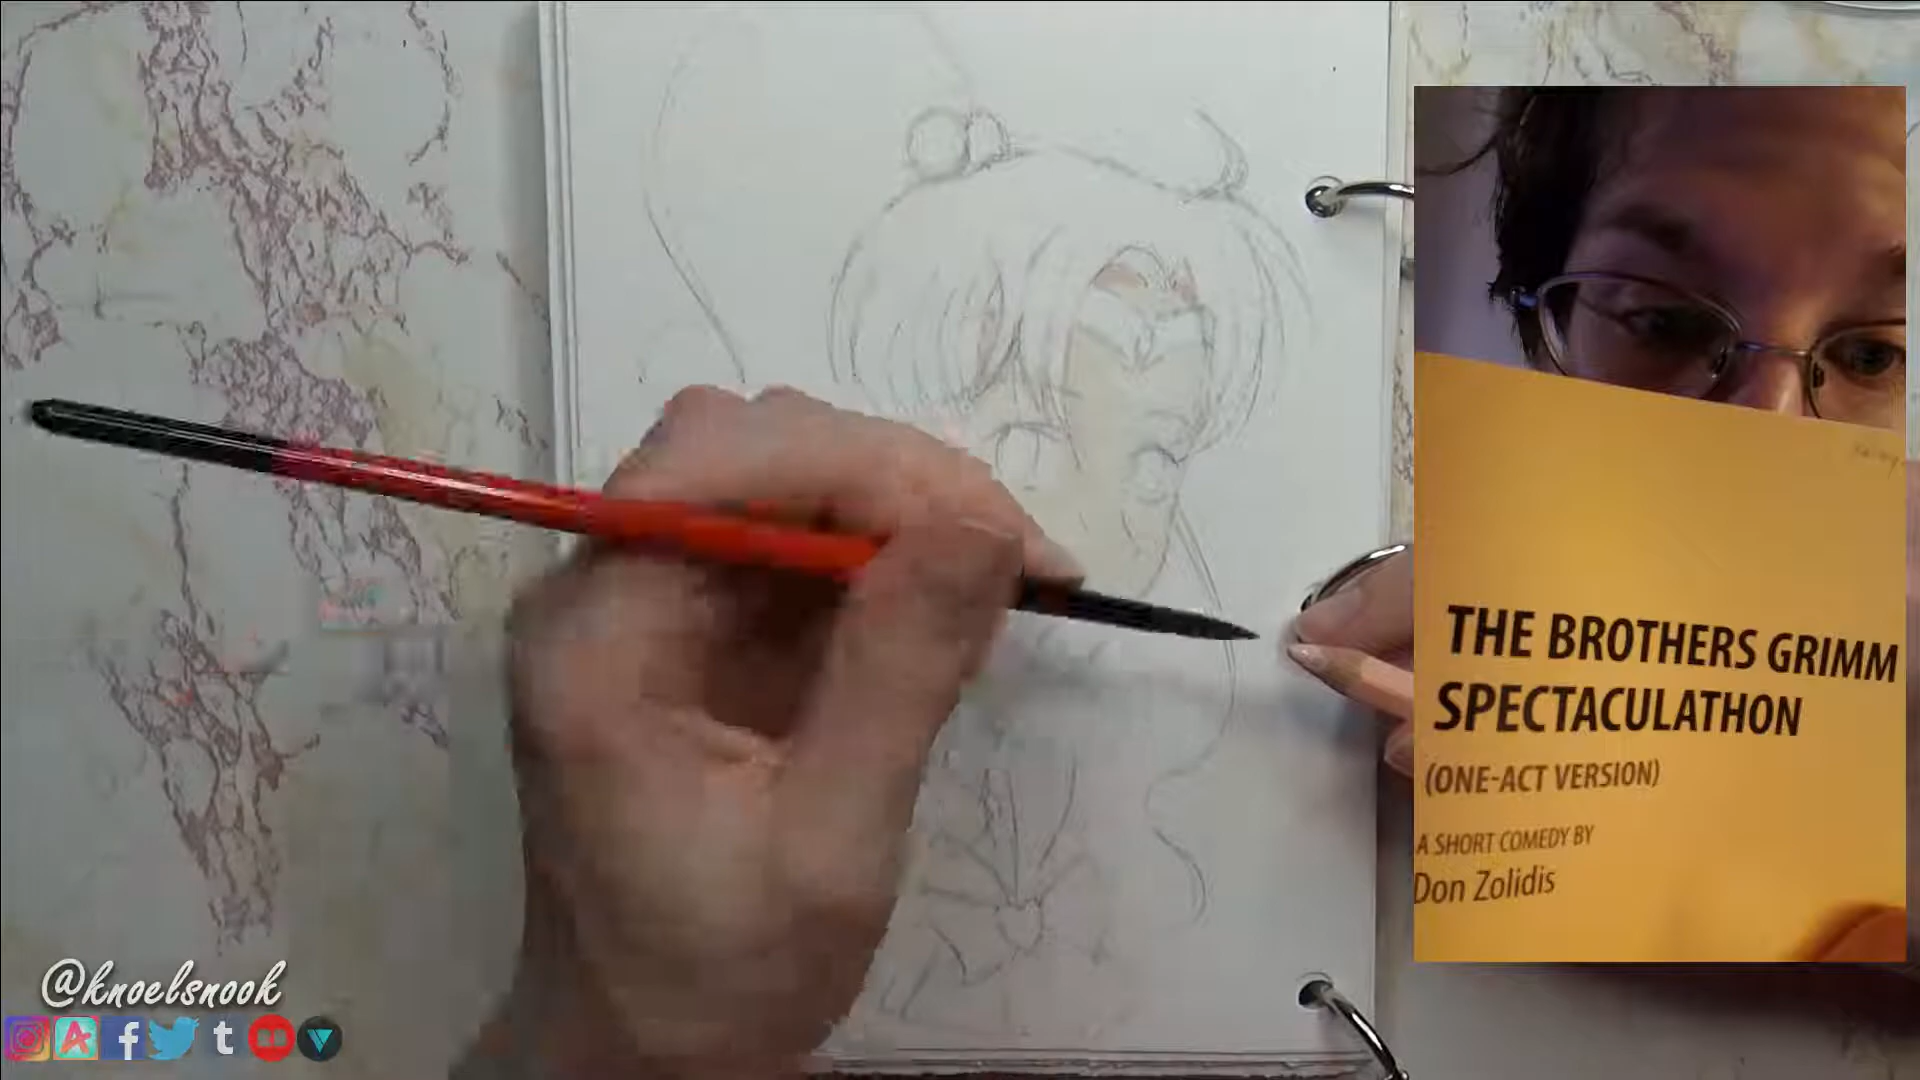 THE BROTHERS GRIMM
SPECTACULATHON
(ONE-ACT VERSION)
A SHORT COMEDY BY
Don Zolidis
@knoelsnook